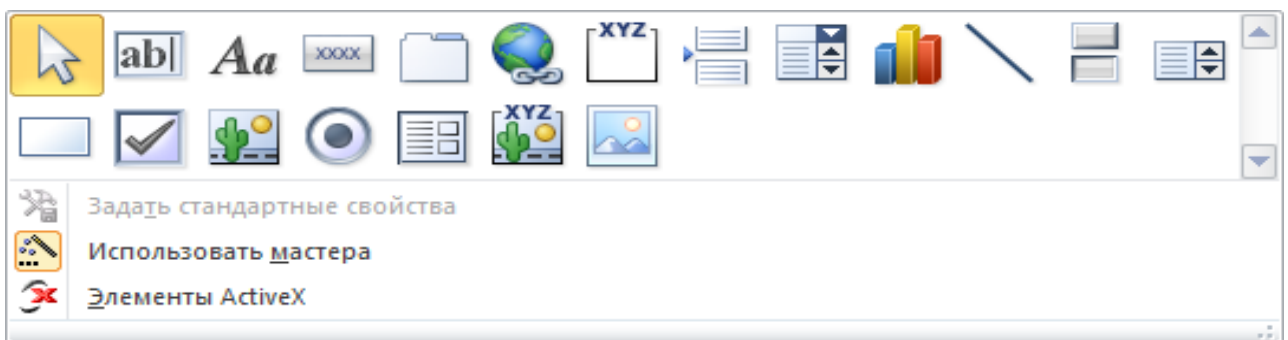 ab Aa XXXX XYZ
XYZ
Задать стандартные свойства
Использовать мастера
Элементы ActiveX